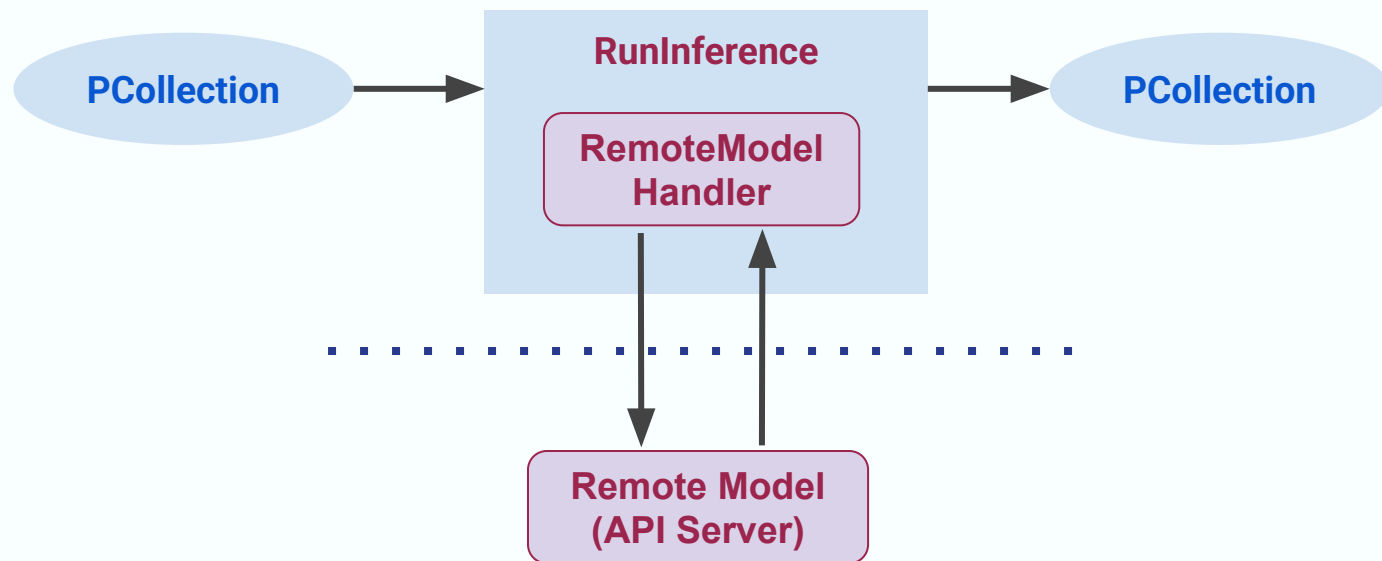 RunInference
PCollection
PCollection
RemoteModel
Handler
Remote Model
(API Server)